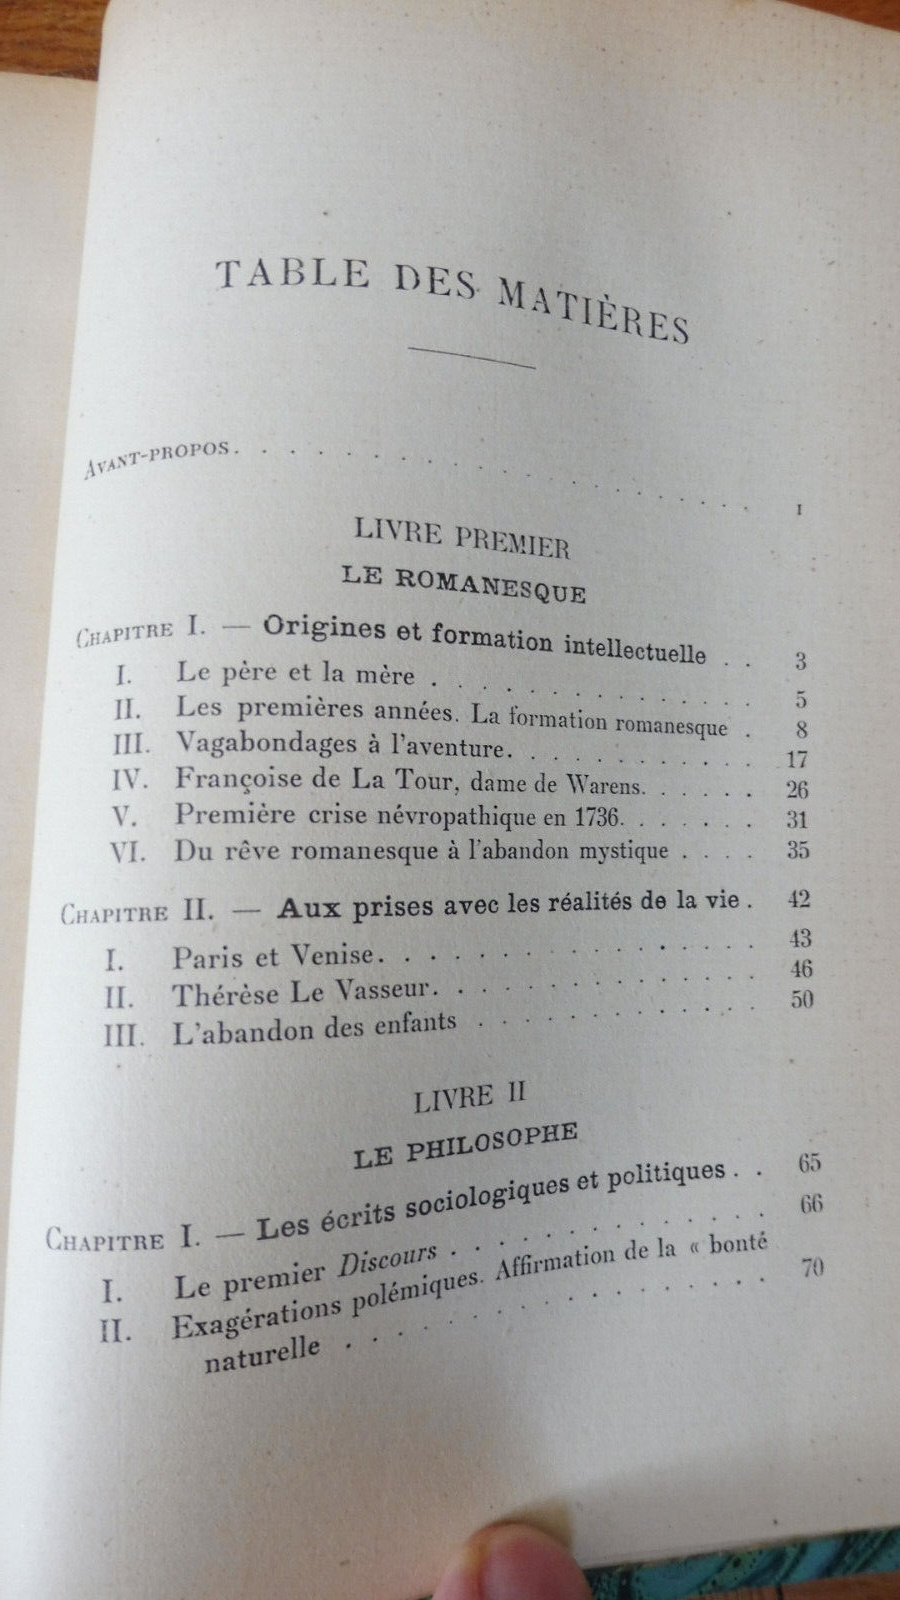 TABLE DES MATIÈRES
AVANT-PROPOS. . . . . . . . . . . . . . . . . . . . I
LIVRE PREMIER
LE ROMANESQUE
CHAPITRE I. — Origines et formation intellectuelle . . 3
I. Le père et la mère . . . . . . . . . . . . . 5
II. Les premières années. La formation romanesque . 8
III. Vagabondages à l'aventure. . . . . . . . . . 17
IV. Françoise de La Tour, dame de Warens. . . . . . 26
V. Première crise névropathique en 1736. . . . . . . 31
VI. Du rêve romanesque à l'abandon mystique . . . . 35
CHAPITRE II. — Aux prises avec les réalités de la vie . 42
I. Paris et Venise. . . . . . . . . . . . . . . . 43
II. Thérèse Le Vasseur. . . . . . . . . . . . . 46
III. L'abandon des enfants . . . . . . . . . . . . 50
LIVRE II
LE PHILOSOPHE
CHAPITRE I. — Les écrits sociologiques et politiques . . 65
I. Le premier Discours . . . . . . . . . . . . . 66
II. Exagérations polémiques. Affirmation de la « bonté
naturelle . . . . . . . . . . . . . . . . . 70